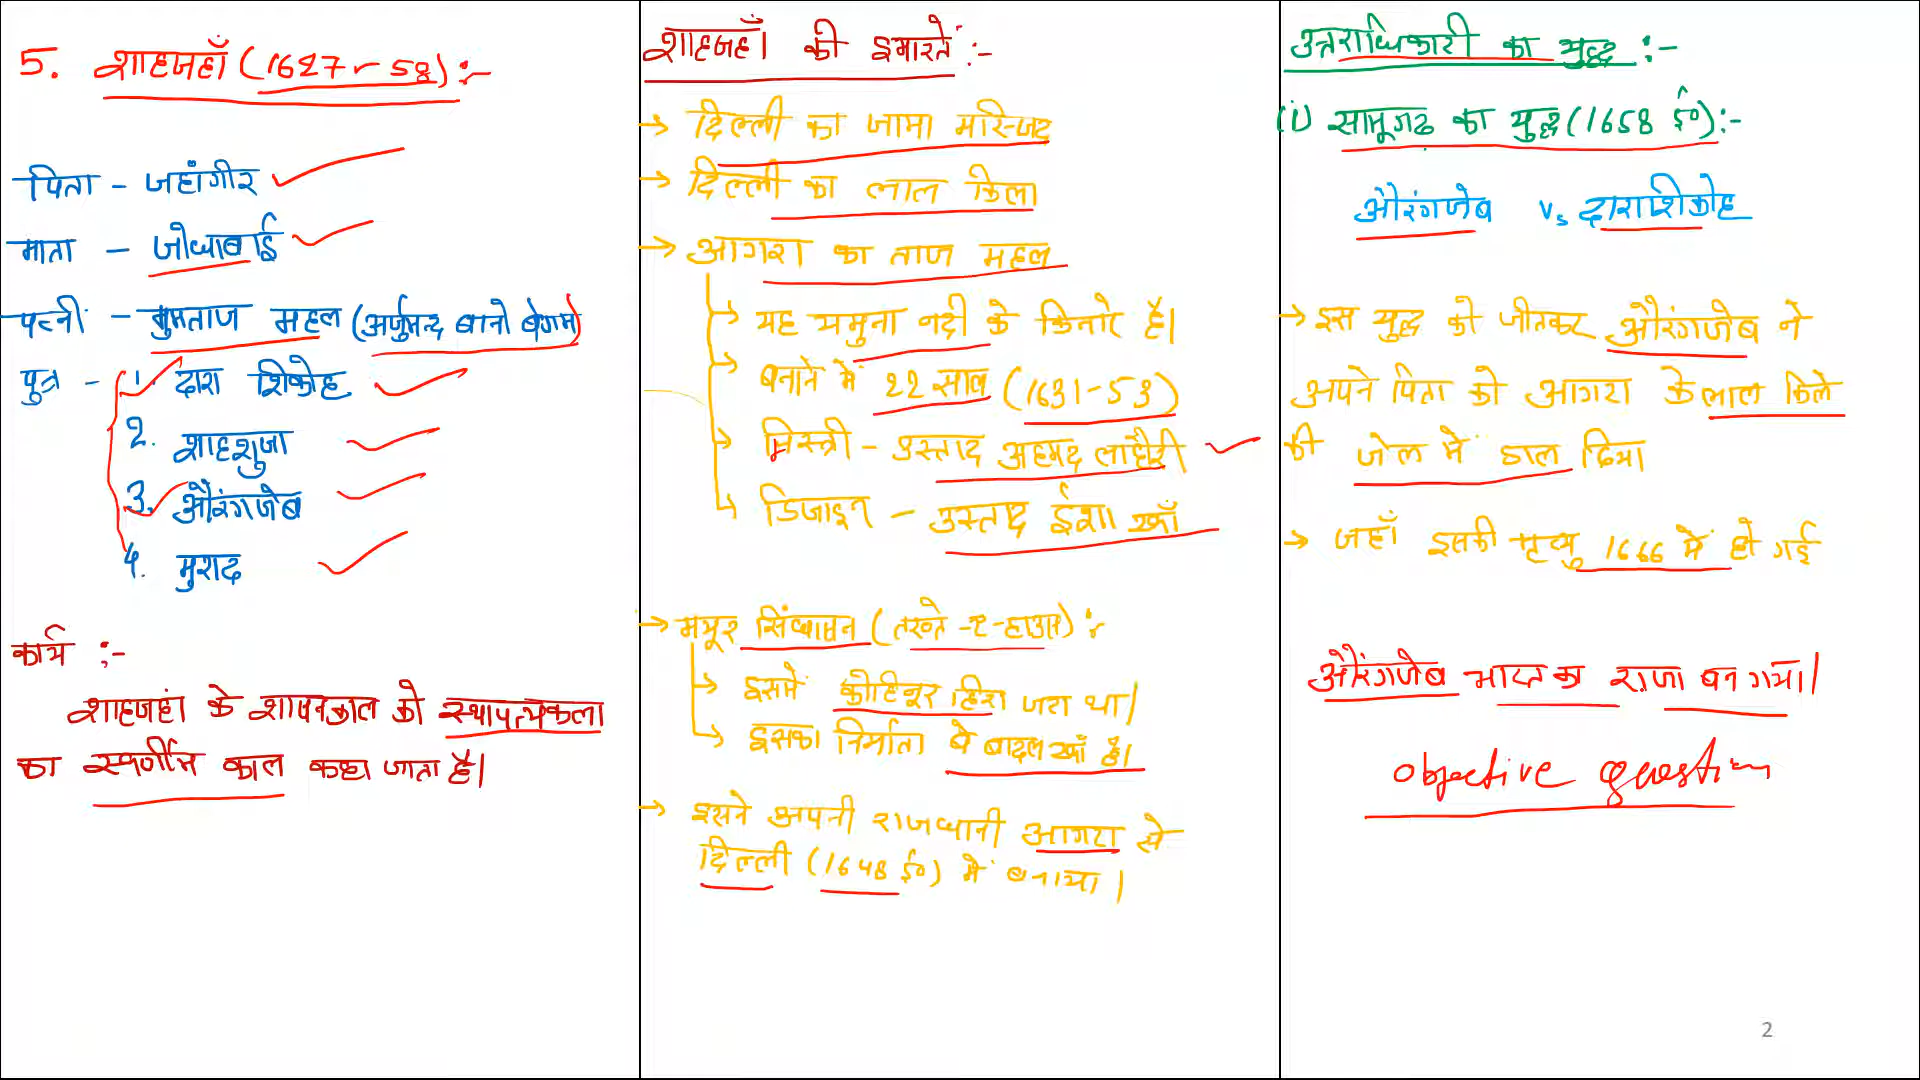 5. शाहजहाँ (1627-58):-
पिता - जहाँगीर
माता - जोधाबाई
पत्नी - मुमताज महल (अर्जुमन्द बानो बेगम)
पुत्र - 1. दारा शिकोह
2. शाहशुजा
3. औरंगजेब
4. मुराद
कार्य :-
शाहजहां के शासनकाल को स्थापत्यकला
का स्वर्णीम काल कहा जाता है।
शाहजहाँ की इमारतें :-
→ दिल्ली का जामा मस्जिद
→ दिल्ली का लाल किला
→ आगरा का ताज महल
→ यह यमुना नदी के किनारे है।
→ बनाने में 22 साल (1631-53)
→ मिस्त्री - उस्ताद अहमद लाहौरी
→ डिजाइन - उस्ताद ईशा खाँ
→ मयूर सिंघासन (तख्ते-ए-हाउस) :-
→ इसमें कोहिनूर हिरा जरा था।
→ इसका निर्माता बे बादल खाँ है।
→ इसने अपनी राजधानी आगरा से
दिल्ली (1648 ई०) में बनाया।
उत्तराधिकारी का युद्ध :-
(i) सामूगढ का युद्ध (1658 ई०):-
औरंगजेब vs दाराशिकोह
→ इस युद्ध को जीतकर औरंगजेब ने
अपने पिता को आगरा के लाल किले
की जेल में डाल दिया
→ जहाँ इसकी मृत्यु 1666 में हो गई
औरंगजेब भारत का राजा बन गया।
objective question
2